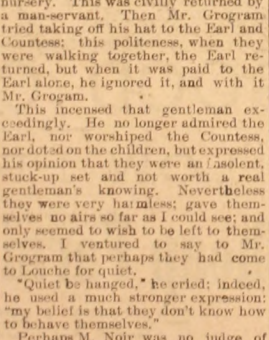 nursery. This was civilly returned by
a man-servant. Then Mr. Grogram
tried taking off his hat to the Earl and
Countess; this politeness, when they
were walking together, the Earl re-
turned, but when it was paid to the
Earl alone, he ignored it, and with it
Mr. Grogam.
This incensed that gentleman ex-
ceedingly. He no longer admired the
Earl, nor worshiped the Countess,
nor doted on the children, but expressed
his opinion that they were an insolent,
stuck-up set and not worth a real
gentleman's knowing. Nevertheless
they were very harmless; gave them-
selves no airs so far as I could see; and
only seemed to wish to be left to them-
selves. I ventured to say to Mr.
Grogram that perhaps they had come
to Louche for quiet.
"Quiet be hanged," he cried; indeed,
he used a much stronger expression:
"my belief is that they don't know how
to behave themselves."
Perhaps M. Noir was no judge of